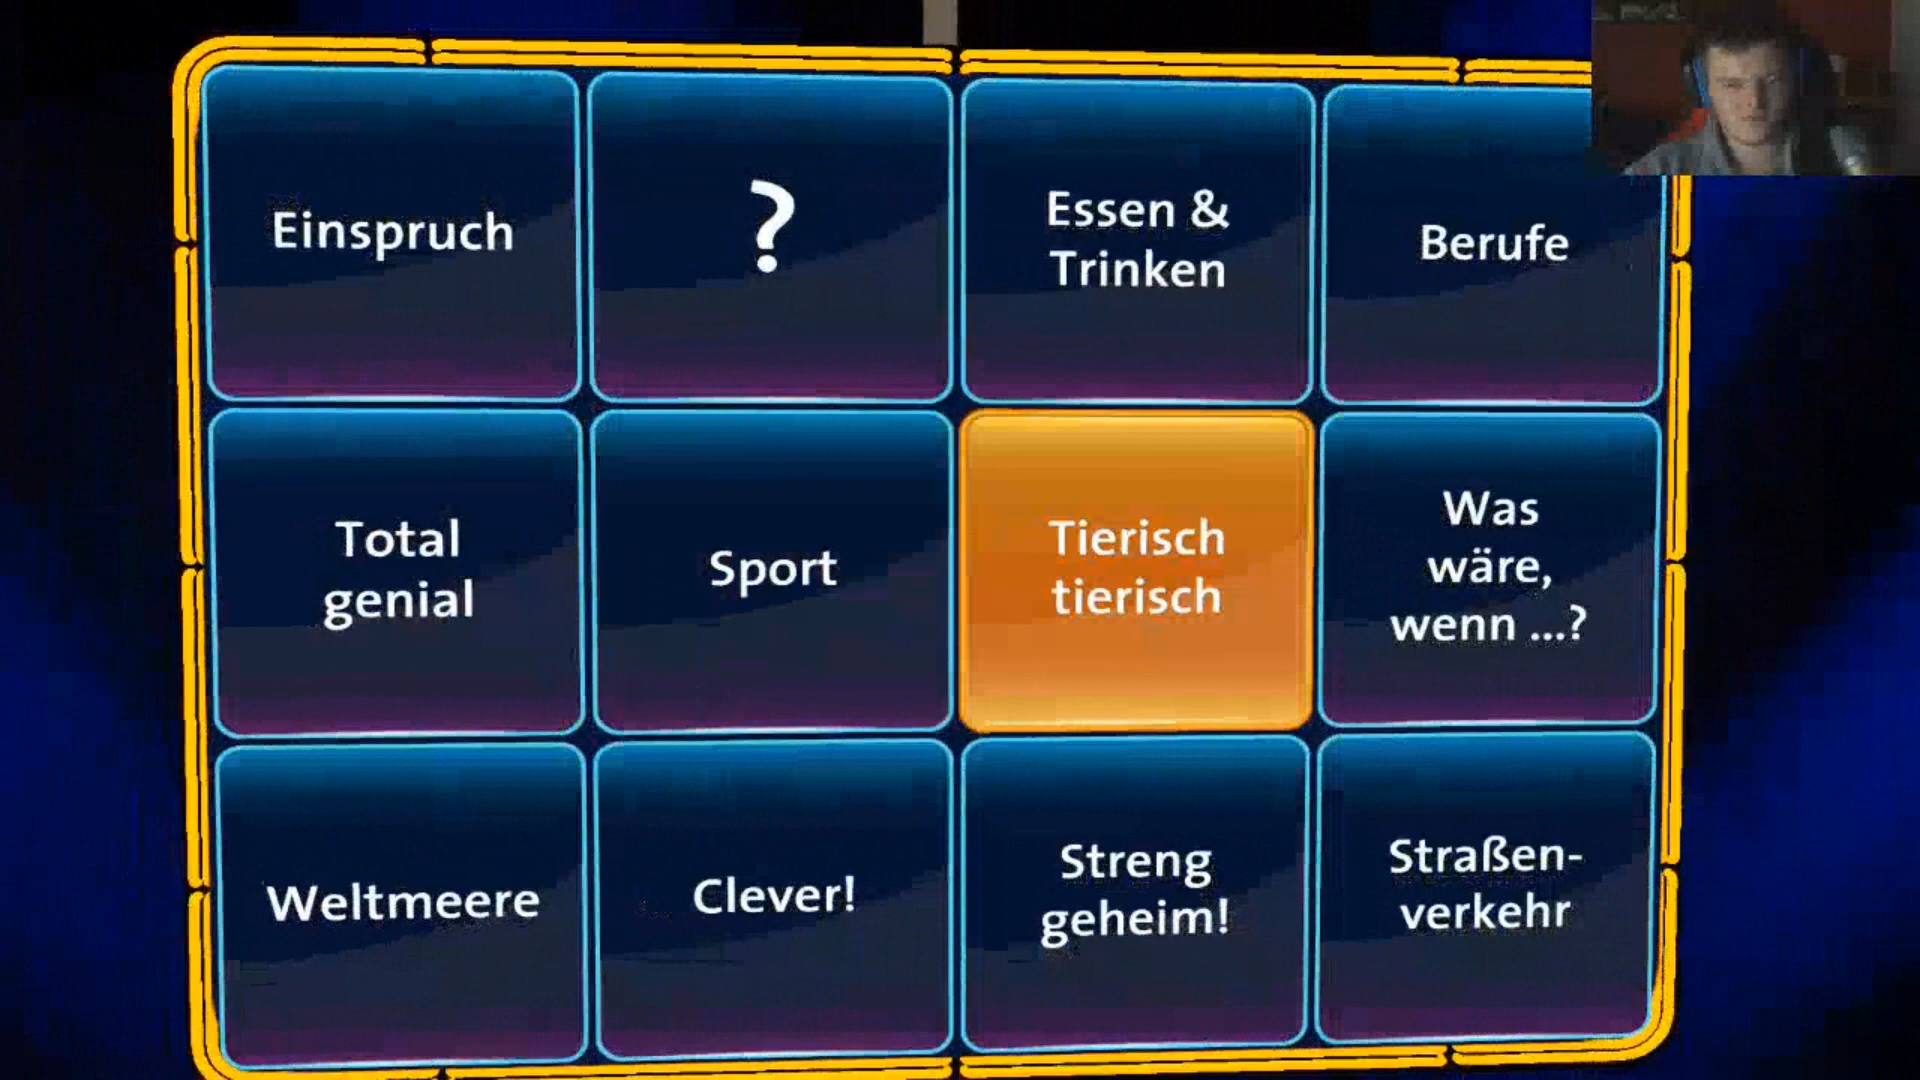 Einspruch
?
Essen &
Trinken
Berufe
Total
genial
Sport
Tierisch
tierisch
Was
wäre,
wenn ...?
Weltmeere
Clever!
Streng
geheim!
Straßen-
verkehr